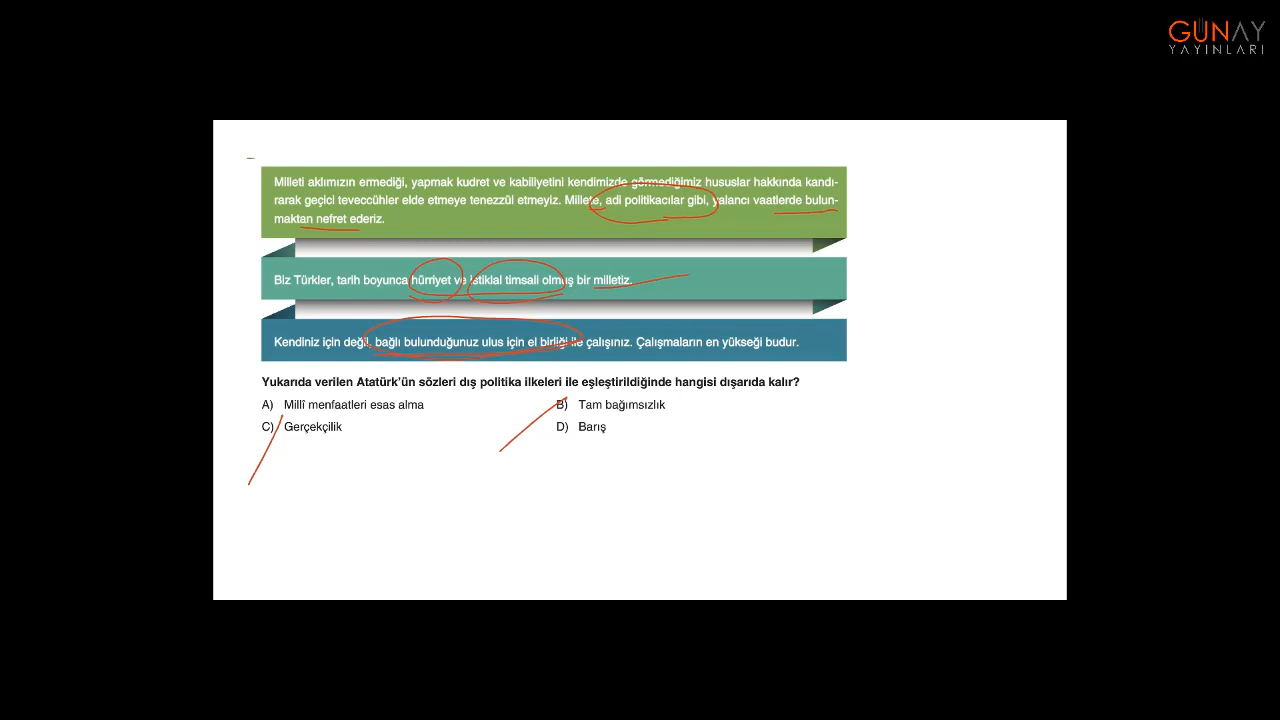 GÜNAY
YAYINLARI
Milleti aklımızın ermediği, yapmak kudret ve kabiliyetini kendimizde görmediğimiz hususlar hakkında kandı-
rarak geçici teveccühler elde etmeye tenezzül etmeyiz. Millete, adi politikacılar gibi, yalancı vaatlerde bulun-
maktan nefret ederiz.
Biz Türkler, tarih boyunca hürriyet ve istiklal timsali olmuş bir milletiz.
Kendiniz için değil, bağlı bulunduğunuz ulus için el birliği ile çalışınız. Çalışmaların en yükseği budur.
Yukarıda verilen Atatürk'ün sözleri dış politika ilkeleri ile eşleştirildiğinde hangisi dışarıda kalır?
A) Millî menfaatleri esas alma B) Tam bağımsızlık
C) Gerçekçilik D) Barış